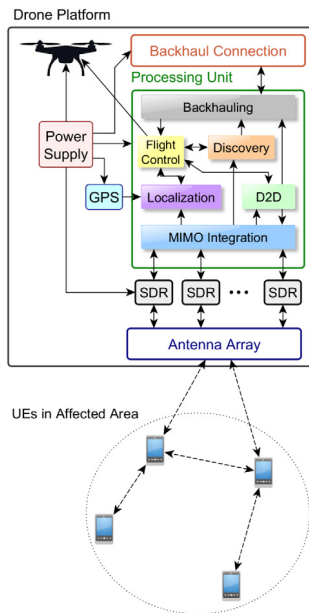 Drone Platform
Backhaul Connection
Processing Unit
Backhauling
Power
Supply
Flight
Control
Discovery
GPS
Localization
D2D
MIMO Integration
SDR
SDR
SDR
Antenna Array
UEs in Affected Area